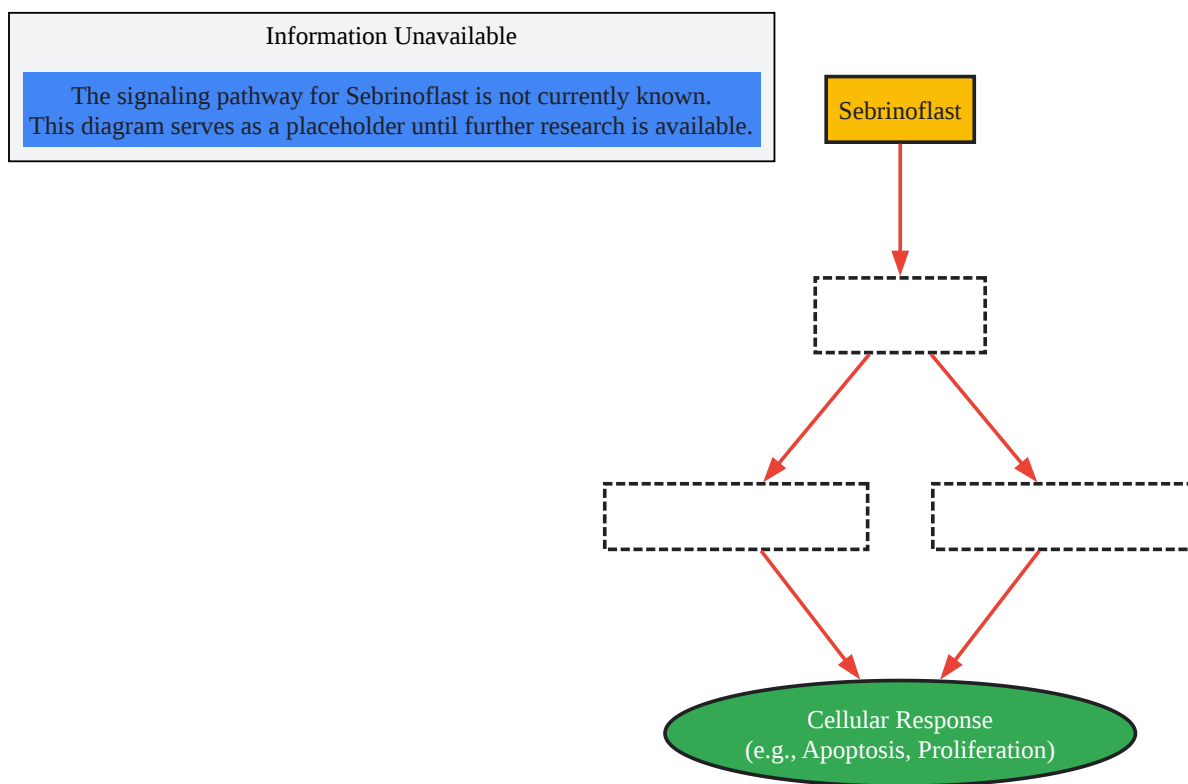 Information Unavailable
The signaling pathway for Sebrinoflast is not currently known.
This diagram serves as a placeholder until further research is available.
Sebrinoflast
Cellular Response
(e.g., Apoptosis, Proliferation)